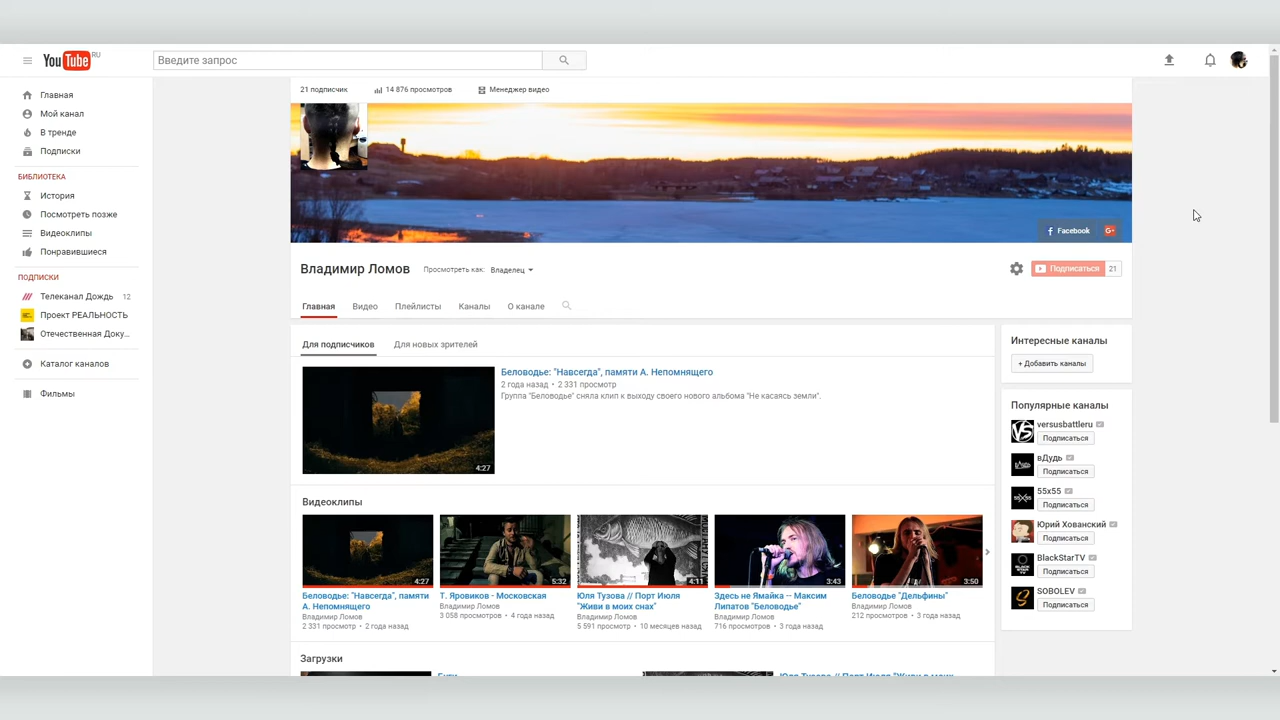 YouTube RU
Введите запрос
Главная
Мой канал
В тренде
Подписки
БИБЛИОТЕКА
История
Посмотреть позже
Видеоклипы
Понравившиеся
ПОДПИСКИ
Телеканал Дождь 12
Проект РЕАЛЬНОСТЬ
Отечественная Доку...
Каталог каналов
Фильмы
21 подписчик 14 876 просмотров Менеджер видео
Facebook G+
Владимир Ломов Просмотреть как: Владелец
Подписаться 21
Главная Видео Плейлисты Каналы О канале
Для подписчиков Для новых зрителей
4:27
Беловодье: "Навсегда", памяти А. Непомнящего
2 года назад • 2 331 просмотр
Группа "Беловодье" сняла клип к выходу своего нового альбома "Не касаясь земли".
Видеоклипы
4:27
Беловодье: "Навсегда", памяти
А. Непомнящего
Владимир Ломов
2 331 просмотр • 2 года назад
5:32
Т. Яровиков - Московская
Владимир Ломов
3 058 просмотров • 4 года назад
4:11
Юля Тузова // Порт Июля
"Живи в моих снах"
Владимир Ломов
5 591 просмотр • 10 месяцев назад
3:43
Здесь не Ямайка -- Максим
Липатов "Беловодье"
Владимир Ломов
716 просмотров • 3 года назад
3:50
Беловодье "Дельфины"
Владимир Ломов
212 просмотров • 3 года назад
Загрузки
Интересные каналы
+ Добавить каналы
Популярные каналы
versusbattleru
Подписаться
вДудь
Подписаться
55x55
Подписаться
Юрий Хованский
Подписаться
BlackStarTV
Подписаться
SOBOLEV
Подписаться